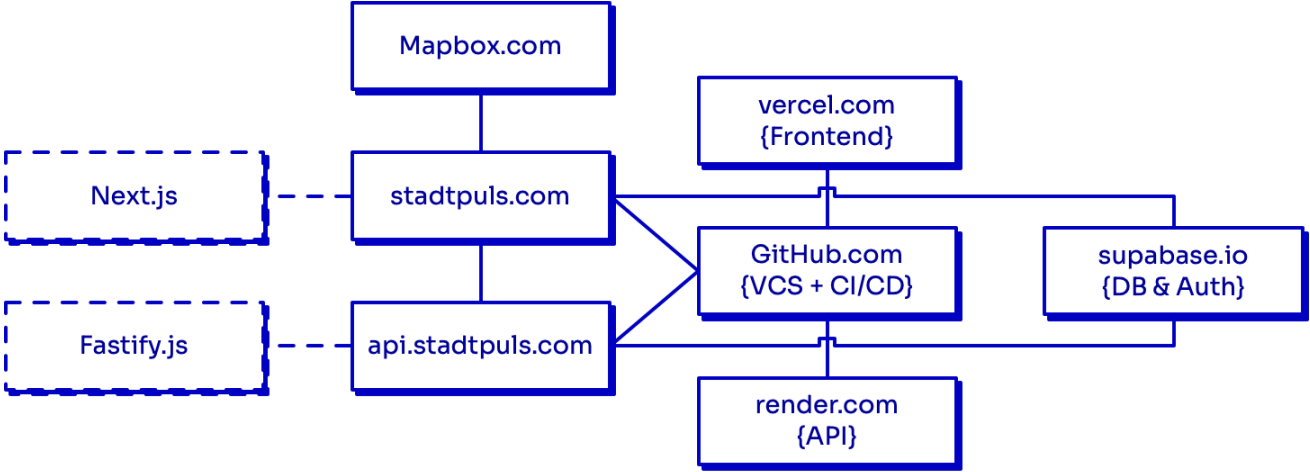 Mapbox.com
vercel.com
{Frontend}
Next.js
stadtpuls.com
GitHub.com
{VCS + CI/CD}
supabase.io
{DB & Auth}
Fastify.js
api.stadtpuls.com
render.com
{API}